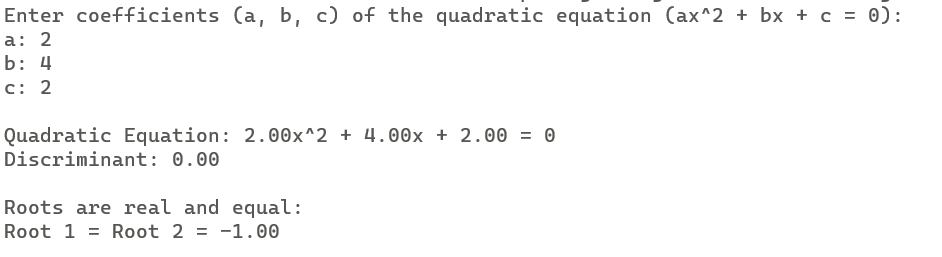 Enter coefficients (a, b, c) of the quadratic equation (ax^2 + bx + c = 0):
a: 2
b: 4
c: 2
Quadratic Equation: 2.00x^2 + 4.00x + 2.00 = 0
Discriminant: 0.00
Roots are real and equal:
Root 1 = Root 2 = -1.00